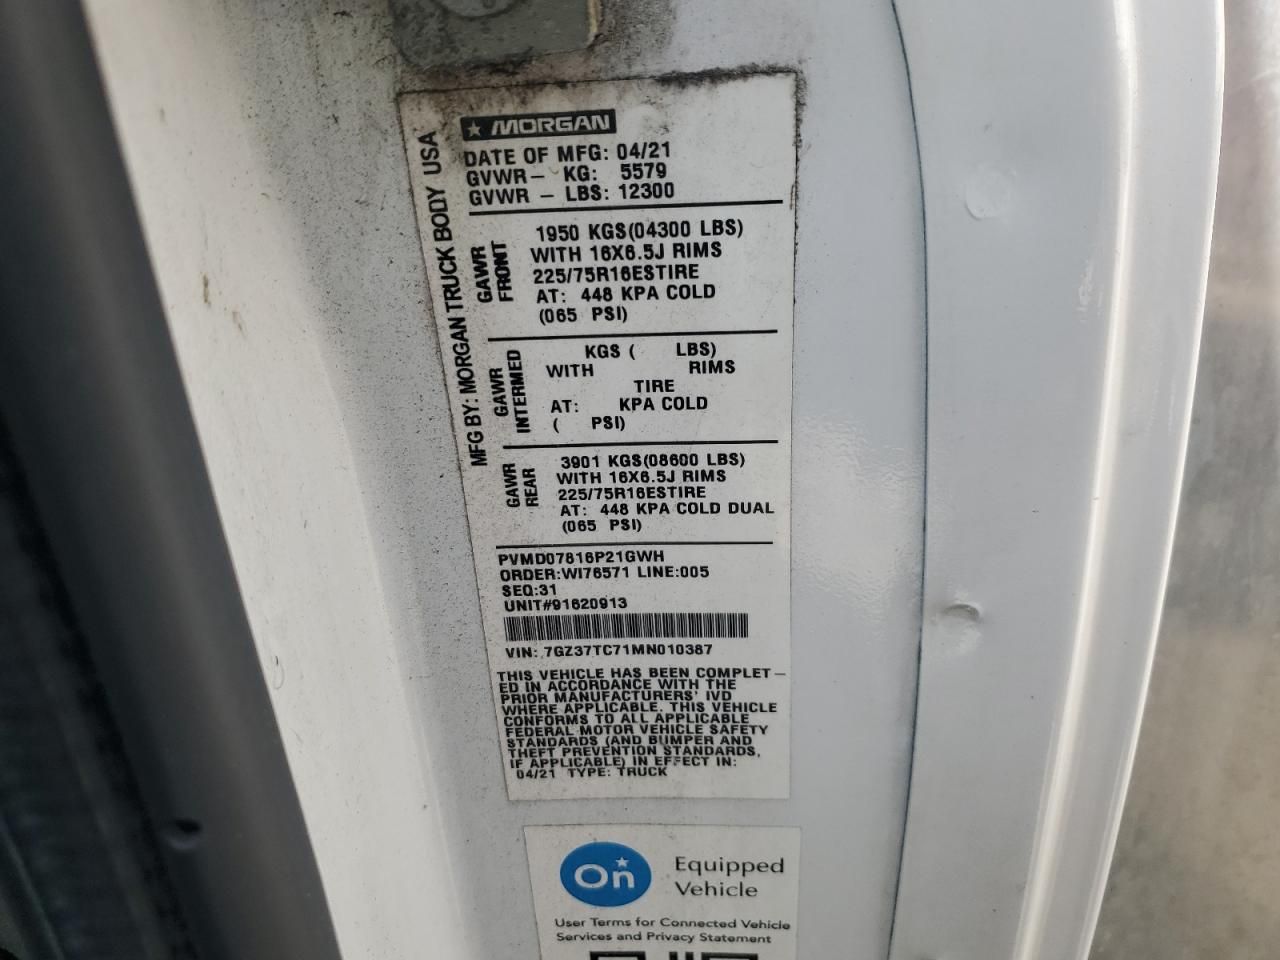 MORGAN
DATE OF MFG: 04/21
GVWR— KG: 5579
GVWR — LBS: 12300
MFG BY: MORGAN TRUCK BODY USA
GAWR FRONT
1950 KGS(04300 LBS)
WITH 16X6.5J RIMS
225/75R16ESTIRE
AT: 448 KPA COLD
(065 PSI)
GAWR INTERMED
KGS ( LBS)
WITH RIMS
TIRE
AT: KPA COLD
( PSI)
GAWR REAR
3901 KGS(08600 LBS)
WITH 16X6.5J RIMS
225/75R16ESTIRE
AT: 448 KPA COLD DUAL
(065 PSI)
PVMD07816P21GWH
ORDER:WI76571 LINE:005
SEQ:31
UNIT#91620913
VIN: 7GZ37TC71MN010387
THIS VEHICLE HAS BEEN COMPLET—
ED IN ACCORDANCE WITH THE
PRIOR MANUFACTURERS' IVD
WHERE APPLICABLE. THIS VEHICLE
CONFORMS TO ALL APPLICABLE
FEDERAL MOTOR VEHICLE SAFETY
STANDARDS (AND BUMPER AND
THEFT PREVENTION STANDARDS,
IF APPLICABLE) IN EFFECT IN:
04/21 TYPE: TRUCK
On
Equipped
Vehicle
User Terms for Connected Vehicle
Services and Privacy Statement